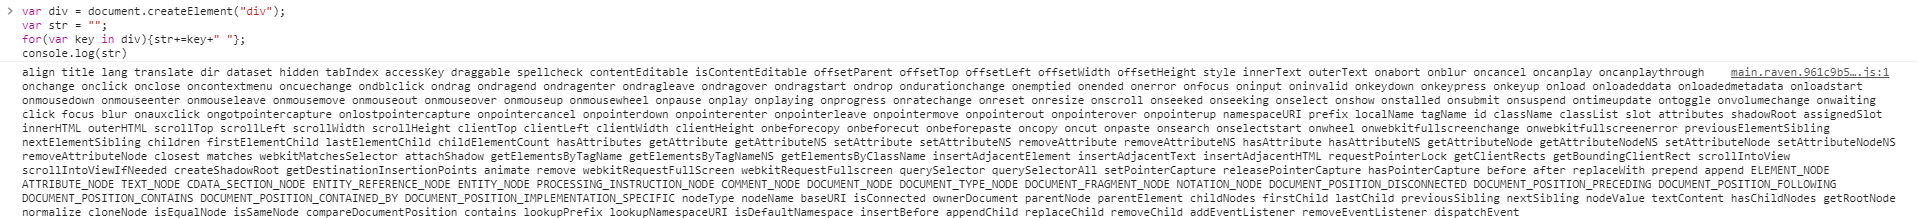 var div = document.createElement("div");
var str = "";
for(var key in div){str+=key+" "};
console.log(str)
align title lang translate dir dataset hidden tabIndex accessKey draggable spellcheck contentEditable isContentEditable offsetParent offsetTop offsetLeft offsetWidth offsetHeight style innerText outerText onabort onblur oncancel oncanplay oncanplaythrough main.raven.961c9b5….js:1
onchange onclick onclose oncontextmenu oncuechange ondblclick ondrag ondragend ondragenter ondragleave ondragover ondragstart ondrop ondurationchange onemptied onended onerror onfocus oninput oninvalid onkeydown onkeypress onkeyup onload onloadeddata onloadedmetadata onloadstart
onmousedown onmouseenter onmouseleave onmousemove onmouseout onmouseover onmouseup onmousewheel onpause onplay onplaying onprogress onratechange onreset onresize onscroll onseeked onseeking onselect onshow onstalled onsubmit onsuspend ontimeupdate ontoggle onvolumechange onwaiting
click focus blur onauxclick ongotpointercapture onlostpointercapture onpointercancel onpointerdown onpointerenter onpointerleave onpointermove onpointerout onpointerover onpointerup namespaceURI prefix localName tagName id className classList slot attributes shadowRoot assignedSlot
innerHTML outerHTML scrollTop scrollLeft scrollWidth scrollHeight clientTop clientLeft clientWidth clientHeight onbeforecopy onbeforecut onbeforepaste oncopy oncut onpaste onsearch onselectstart onwheel onwebkitfullscreenchange onwebkitfullscreenerror previousElementSibling
nextElementSibling children firstElementChild lastElementChild childElementCount hasAttributes getAttribute getAttributeNS setAttribute setAttributeNS removeAttribute removeAttributeNS hasAttribute hasAttributeNS getAttributeNode getAttributeNodeNS setAttributeNode setAttributeNodeNS
removeAttributeNode closest matches webkitMatchesSelector attachShadow getElementsByTagName getElementsByTagNameNS getElementsByClassName insertAdjacentElement insertAdjacentText insertAdjacentHTML requestPointerLock getClientRects getBoundingClientRect scrollIntoView
scrollIntoViewIfNeeded createShadowRoot getDestinationInsertionPoints animate remove webkitRequestFullScreen webkitRequestFullscreen querySelector querySelectorAll setPointerCapture releasePointerCapture hasPointerCapture before after replaceWith prepend append ELEMENT_NODE
ATTRIBUTE_NODE TEXT_NODE CDATA_SECTION_NODE ENTITY_REFERENCE_NODE ENTITY_NODE PROCESSING_INSTRUCTION_NODE COMMENT_NODE DOCUMENT_NODE DOCUMENT_TYPE_NODE DOCUMENT_FRAGMENT_NODE NOTATION_NODE DOCUMENT_POSITION_DISCONNECTED DOCUMENT_POSITION_PRECEDING DOCUMENT_POSITION_FOLLOWING
DOCUMENT_POSITION_CONTAINS DOCUMENT_POSITION_CONTAINED_BY DOCUMENT_POSITION_IMPLEMENTATION_SPECIFIC nodeType nodeName baseURI isConnected ownerDocument parentNode parentElement childNodes firstChild lastChild previousSibling nextSibling nodeValue textContent hasChildNodes getRootNode
normalize cloneNode isEqualNode isSameNode compareDocumentPosition contains lookupPrefix lookupNamespaceURI isDefaultNamespace insertBefore appendChild replaceChild removeChild addEventListener removeEventListener dispatchEvent